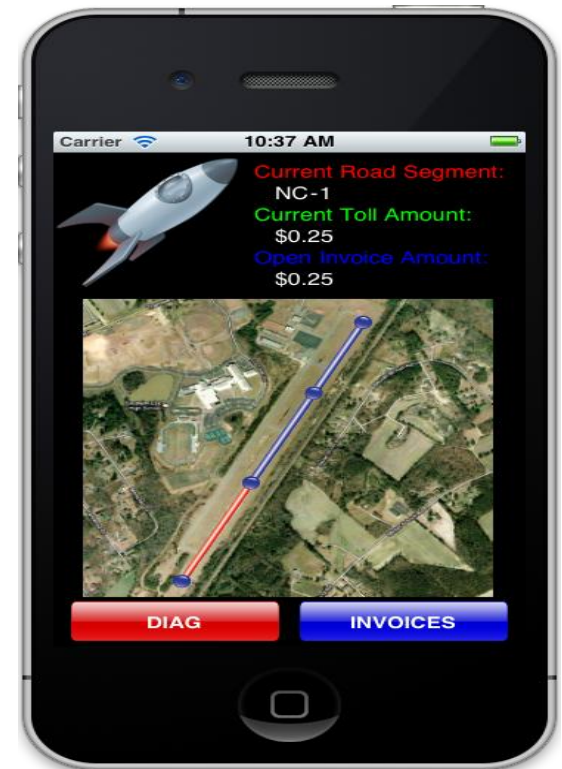 Carrier 10:37 AM
Current Road Segment:
NC-1
Current Toll Amount:
$0.25
Open Invoice Amount:
$0.25
DIAG INVOICES